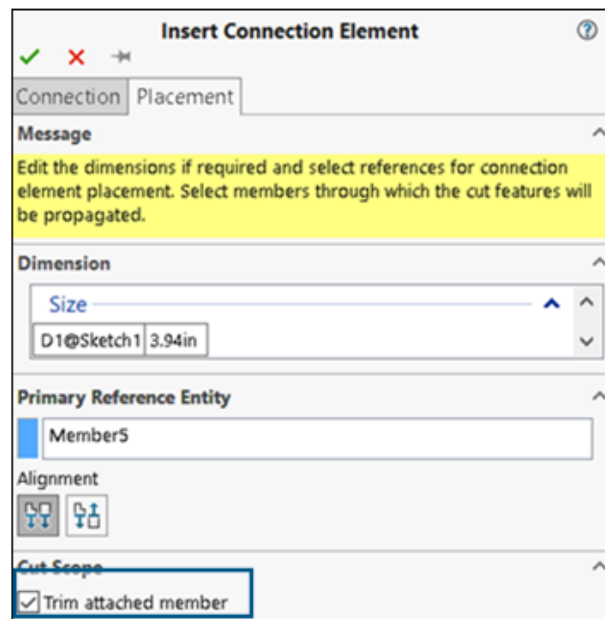 Insert Connection Element
Connection Placement
Message
Edit the dimensions if required and select references for connection
element placement. Select members through which the cut features will
be propagated.
Dimension
Size
D1@Sketch1 3.94in
Primary Reference Entity
Member5
Alignment
Cut Scope
Trim attached member